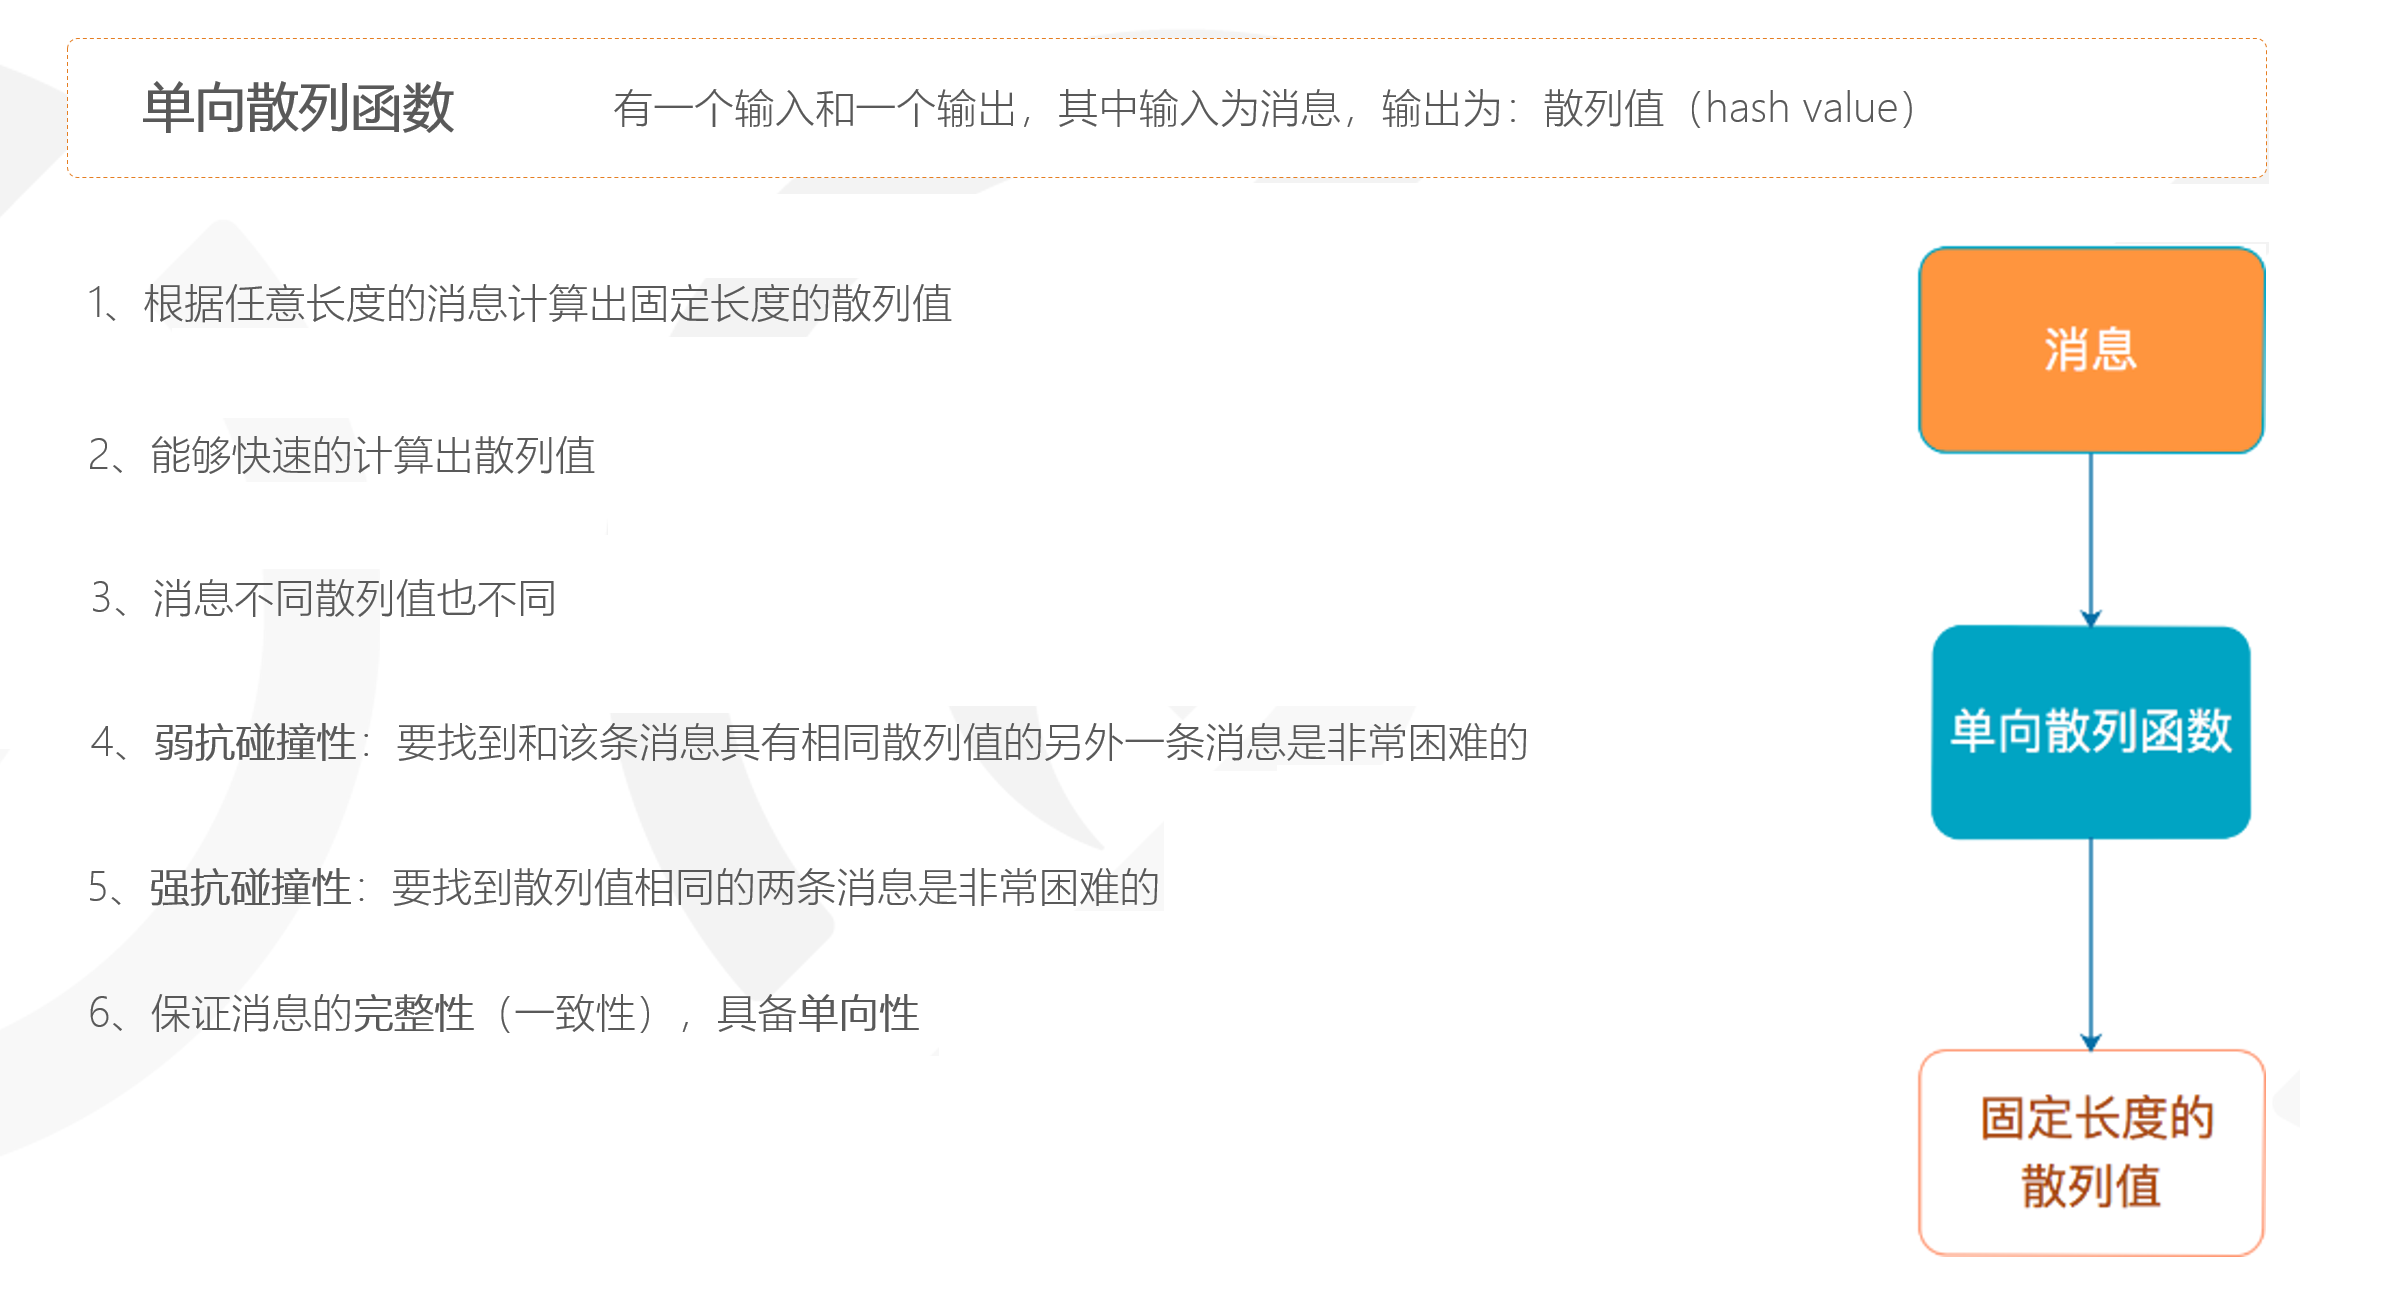 单向散列函数 有一个输入和一个输出，其中输入为消息，输出为：散列值（hash value）
1、根据任意长度的消息计算出固定长度的散列值
2、能够快速的计算出散列值
3、消息不同散列值也不同
4、弱抗碰撞性：要找到和该条消息具有相同散列值的另外一条消息是非常困难的
5、强抗碰撞性：要找到散列值相同的两条消息是非常困难的
6、保证消息的完整性（一致性），具备单向性
消息
单向散列函数
固定长度的
散列值